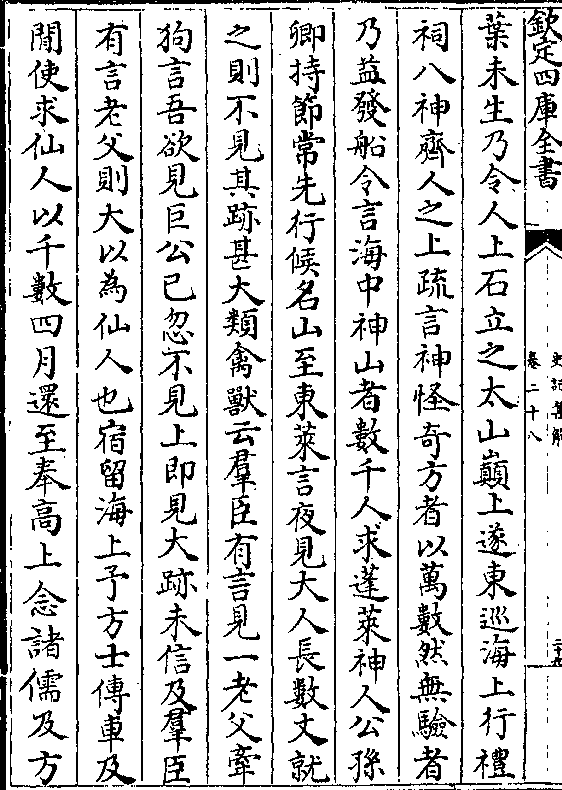 欽定四庫全書
史記集解
卷二十八
二十九
葉未生乃令人上石立之太山巔上遂東巡海上行禮
祠八神齊人之上疏言神怪奇方者以萬數然無驗者
乃益發船令言海中神山者數千人求蓬萊神人公孫
卿持節常先行候名山至東萊言夜見大人長數丈就
之則不見其跡甚大類禽獸云羣臣有言見一老父牽
狗言吾欲見巨公已忽不見上即見大跡未信及羣臣
有言老父則大以為仙人也宿留海上予方士傳車及
閒使求仙人以千數四月還至奉高上念諸儒及方